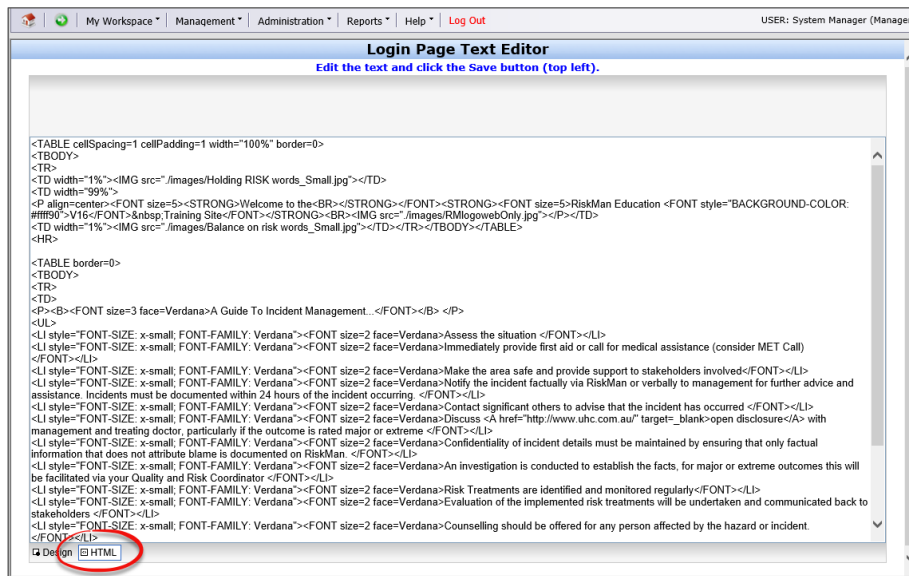 My Workspace Management Administration Reports Help Log Out USER: System Manager (Manager
Login Page Text Editor
Edit the text and click the Save button (top left).
<TABLE cellSpacing=1 cellPadding=1 width="100%" border=0>
<TBODY>
<TR>
<TD width="1%"><IMG src="./images/Holding RISK words_Small.jpg"></TD>
<TD width="99%">
<P align=center><FONT size=5><STRONG>Welcome to the<BR></STRONG></FONT><STRONG><FONT size=5>RiskMan Education <FONT style="BACKGROUND-COLOR:
#ffff90">V16</FONT>&nbsp;Training Site</FONT></STRONG><BR><IMG src="./images/RMlogowebOnly.jpg"></P></TD>
<TD width="1%"><IMG src="./images/Balance on risk words_Small.jpg"></TD></TR></TBODY></TABLE>
<HR>
<TABLE border=0>
<TBODY>
<TR>
<TD>
<P><B><FONT size=3 face=Verdana>A Guide To Incident Management...</FONT></B> </P>
<UL>
<LI style="FONT-SIZE: x-small; FONT-FAMILY: Verdana"><FONT size=2 face=Verdana>Assess the situation </FONT></LI>
<LI style="FONT-SIZE: x-small; FONT-FAMILY: Verdana"><FONT size=2 face=Verdana>Immediately provide first aid or call for medical assistance (consider MET Call)
</FONT></LI>
<LI style="FONT-SIZE: x-small; FONT-FAMILY: Verdana"><FONT size=2 face=Verdana>Make the area safe and provide support to stakeholders involved</FONT></LI>
<LI style="FONT-SIZE: x-small; FONT-FAMILY: Verdana"><FONT size=2 face=Verdana>Notify the incident factually via RiskMan or verbally to management for further advice and
assistance. Incidents must be documented within 24 hours of the incident occurring. </FONT></LI>
<LI style="FONT-SIZE: x-small; FONT-FAMILY: Verdana"><FONT size=2 face=Verdana>Contact significant others to advise that the incident has occurred </FONT></LI>
<LI style="FONT-SIZE: x-small; FONT-FAMILY: Verdana"><FONT size=2 face=Verdana>Discuss <A href="http://www.uhc.com.au/" target=_blank>open disclosure</A> with
management and treating doctor, particularly if the outcome is rated major or extreme </FONT></LI>
<LI style="FONT-SIZE: x-small; FONT-FAMILY: Verdana"><FONT size=2 face=Verdana>Confidentiality of incident details must be maintained by ensuring that only factual
information that does not attribute blame is documented on RiskMan. </FONT></LI>
<LI style="FONT-SIZE: x-small; FONT-FAMILY: Verdana"><FONT size=2 face=Verdana>An investigation is conducted to establish the facts, for major or extreme outcomes this will
be facilitated via your Quality and Risk Coordinator </FONT></LI>
<LI style="FONT-SIZE: x-small; FONT-FAMILY: Verdana"><FONT size=2 face=Verdana>Risk Treatments are identified and monitored regularly</FONT></LI>
<LI style="FONT-SIZE: x-small; FONT-FAMILY: Verdana"><FONT size=2 face=Verdana>Evaluation of the implemented risk treatments will be undertaken and communicated back to
stakeholders </FONT></LI>
<LI style="FONT-SIZE: x-small; FONT-FAMILY: Verdana"><FONT size=2 face=Verdana>Counselling should be offered for any person affected by the hazard or incident.
</FONT></LI>
Design HTML